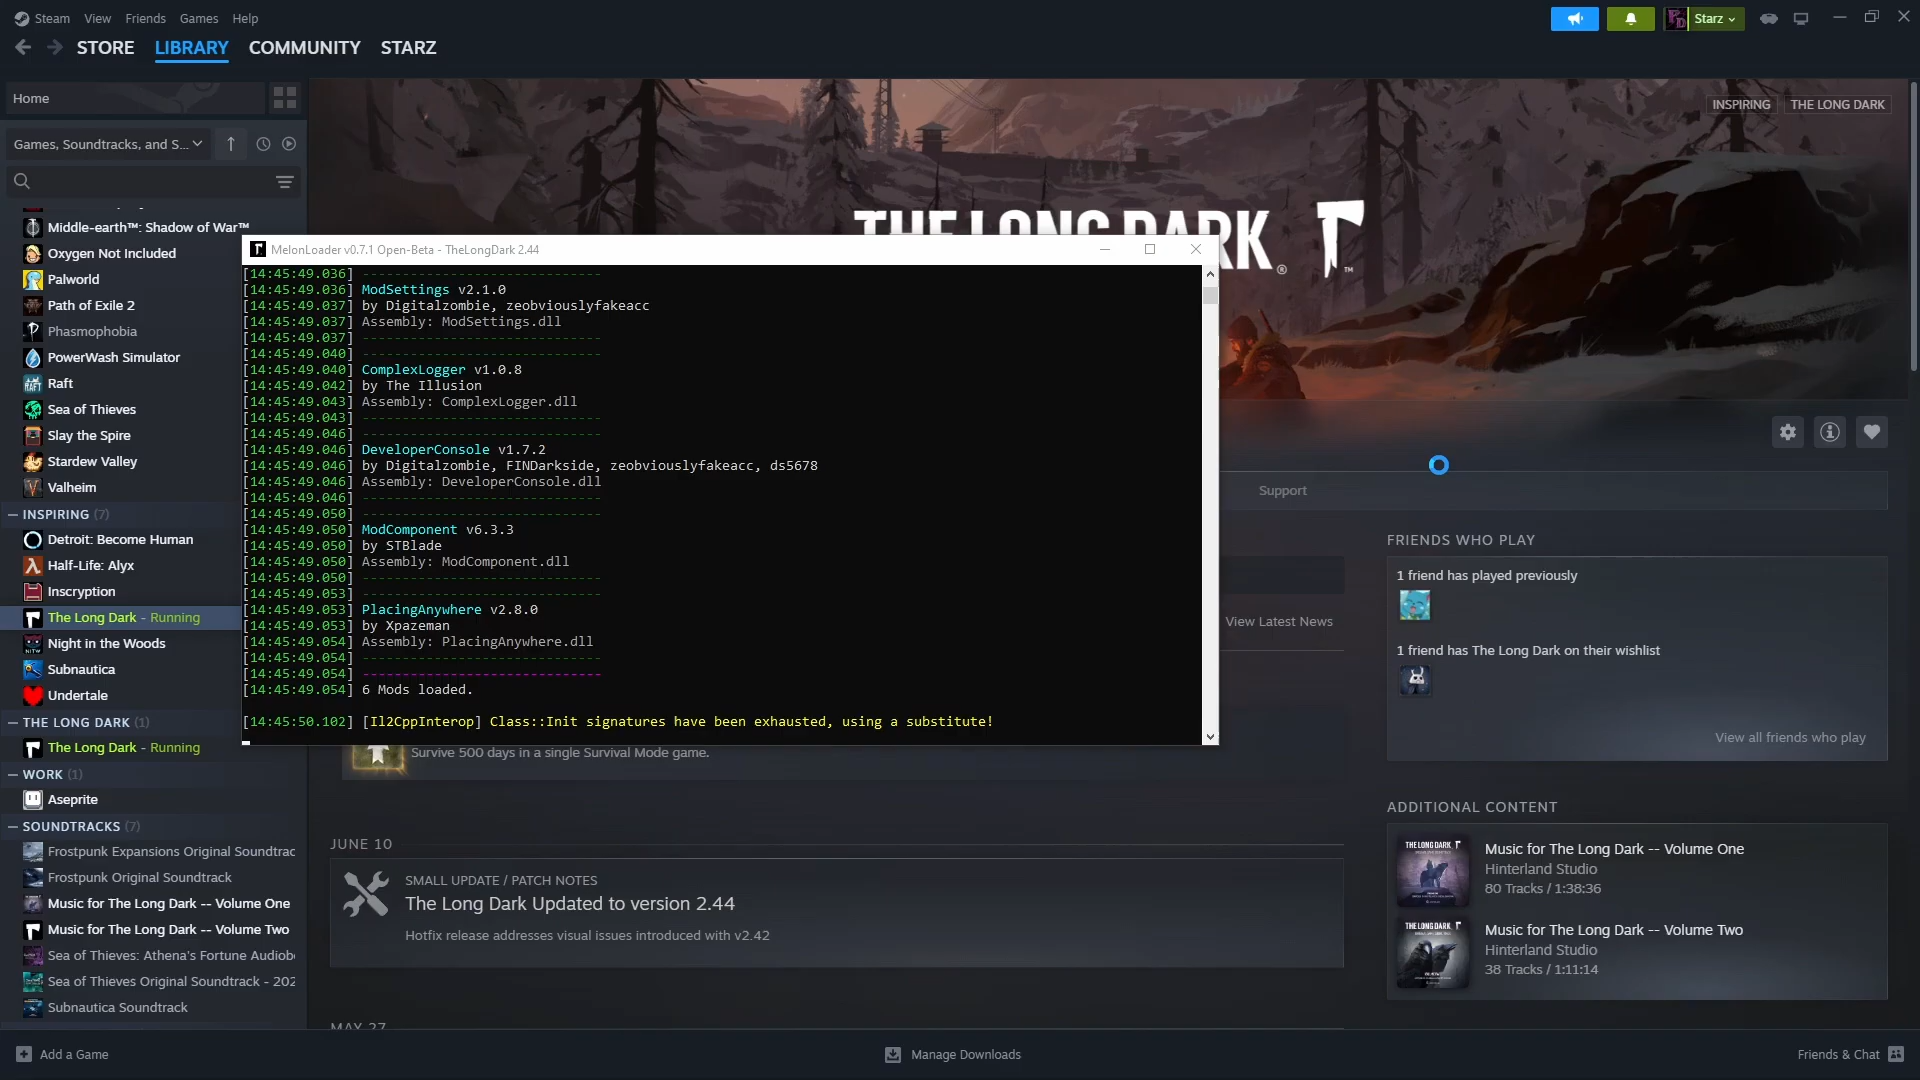 Steam View Friends Games Help
Starz
STORE LIBRARY COMMUNITY STARZ
Home
Games, Soundtracks, and S...
Middle-earth™: Shadow of War™
Oxygen Not Included
Palworld
Path of Exile 2
Phasmophobia
PowerWash Simulator
Raft
Sea of Thieves
Slay the Spire
Stardew Valley
Valheim
INSPIRING (7)
Detroit: Become Human
Half-Life: Alyx
Inscryption
The Long Dark - Running
Night in the Woods
Subnautica
Undertale
THE LONG DARK (1)
The Long Dark - Running
WORK (1)
Aseprite
SOUNDTRACKS (7)
Frostpunk Expansions Original Soundtrac
Frostpunk Original Soundtrack
Music for The Long Dark -- Volume One
Music for The Long Dark -- Volume Two
Sea of Thieves: Athena's Fortune Audiob
Sea of Thieves Original Soundtrack - 202
Subnautica Soundtrack
INSPIRING THE LONG DARK
THE LONG DARK ® ™
MelonLoader v0.7.1 Open-Beta - TheLongDark 2.44
[14:45:49.036] ------------------------------
[14:45:49.036] ModSettings v2.1.0
[14:45:49.037] by Digitalzombie, zeobviouslyfakeacc
[14:45:49.037] Assembly: ModSettings.dll
[14:45:49.037] ------------------------------
[14:45:49.040] ------------------------------
[14:45:49.040] ComplexLogger v1.0.8
[14:45:49.042] by The Illusion
[14:45:49.043] Assembly: ComplexLogger.dll
[14:45:49.043] ------------------------------
[14:45:49.046] ------------------------------
[14:45:49.046] DeveloperConsole v1.7.2
[14:45:49.046] by Digitalzombie, FINDarkside, zeobviouslyfakeacc, ds5678
[14:45:49.046] Assembly: DeveloperConsole.dll
[14:45:49.046] ------------------------------
[14:45:49.050] ------------------------------
[14:45:49.050] ModComponent v6.3.3
[14:45:49.050] by STBlade
[14:45:49.050] Assembly: ModComponent.dll
[14:45:49.050] ------------------------------
[14:45:49.053] ------------------------------
[14:45:49.053] PlacingAnywhere v2.8.0
[14:45:49.053] by Xpazeman
[14:45:49.054] Assembly: PlacingAnywhere.dll
[14:45:49.054] ------------------------------
[14:45:49.054] ------------------------------
[14:45:49.054] 6 Mods loaded.
[14:45:50.102] [Il2CppInterop] Class::Init signatures have been exhausted, using a substitute!
Support
View Latest News
Survive 500 days in a single Survival Mode game.
JUNE 10
SMALL UPDATE / PATCH NOTES
The Long Dark Updated to version 2.44
Hotfix release addresses visual issues introduced with v2.42
MAY 27
FRIENDS WHO PLAY
1 friend has played previously
1 friend has The Long Dark on their wishlist
View all friends who play
ADDITIONAL CONTENT
THE LONG DARK
Music for The Long Dark -- Volume One
Hinterland Studio
80 Tracks / 1:38:36
THE LONG DARK
Music for The Long Dark -- Volume Two
Hinterland Studio
38 Tracks / 1:11:14
Add a Game
Manage Downloads
Friends & Chat